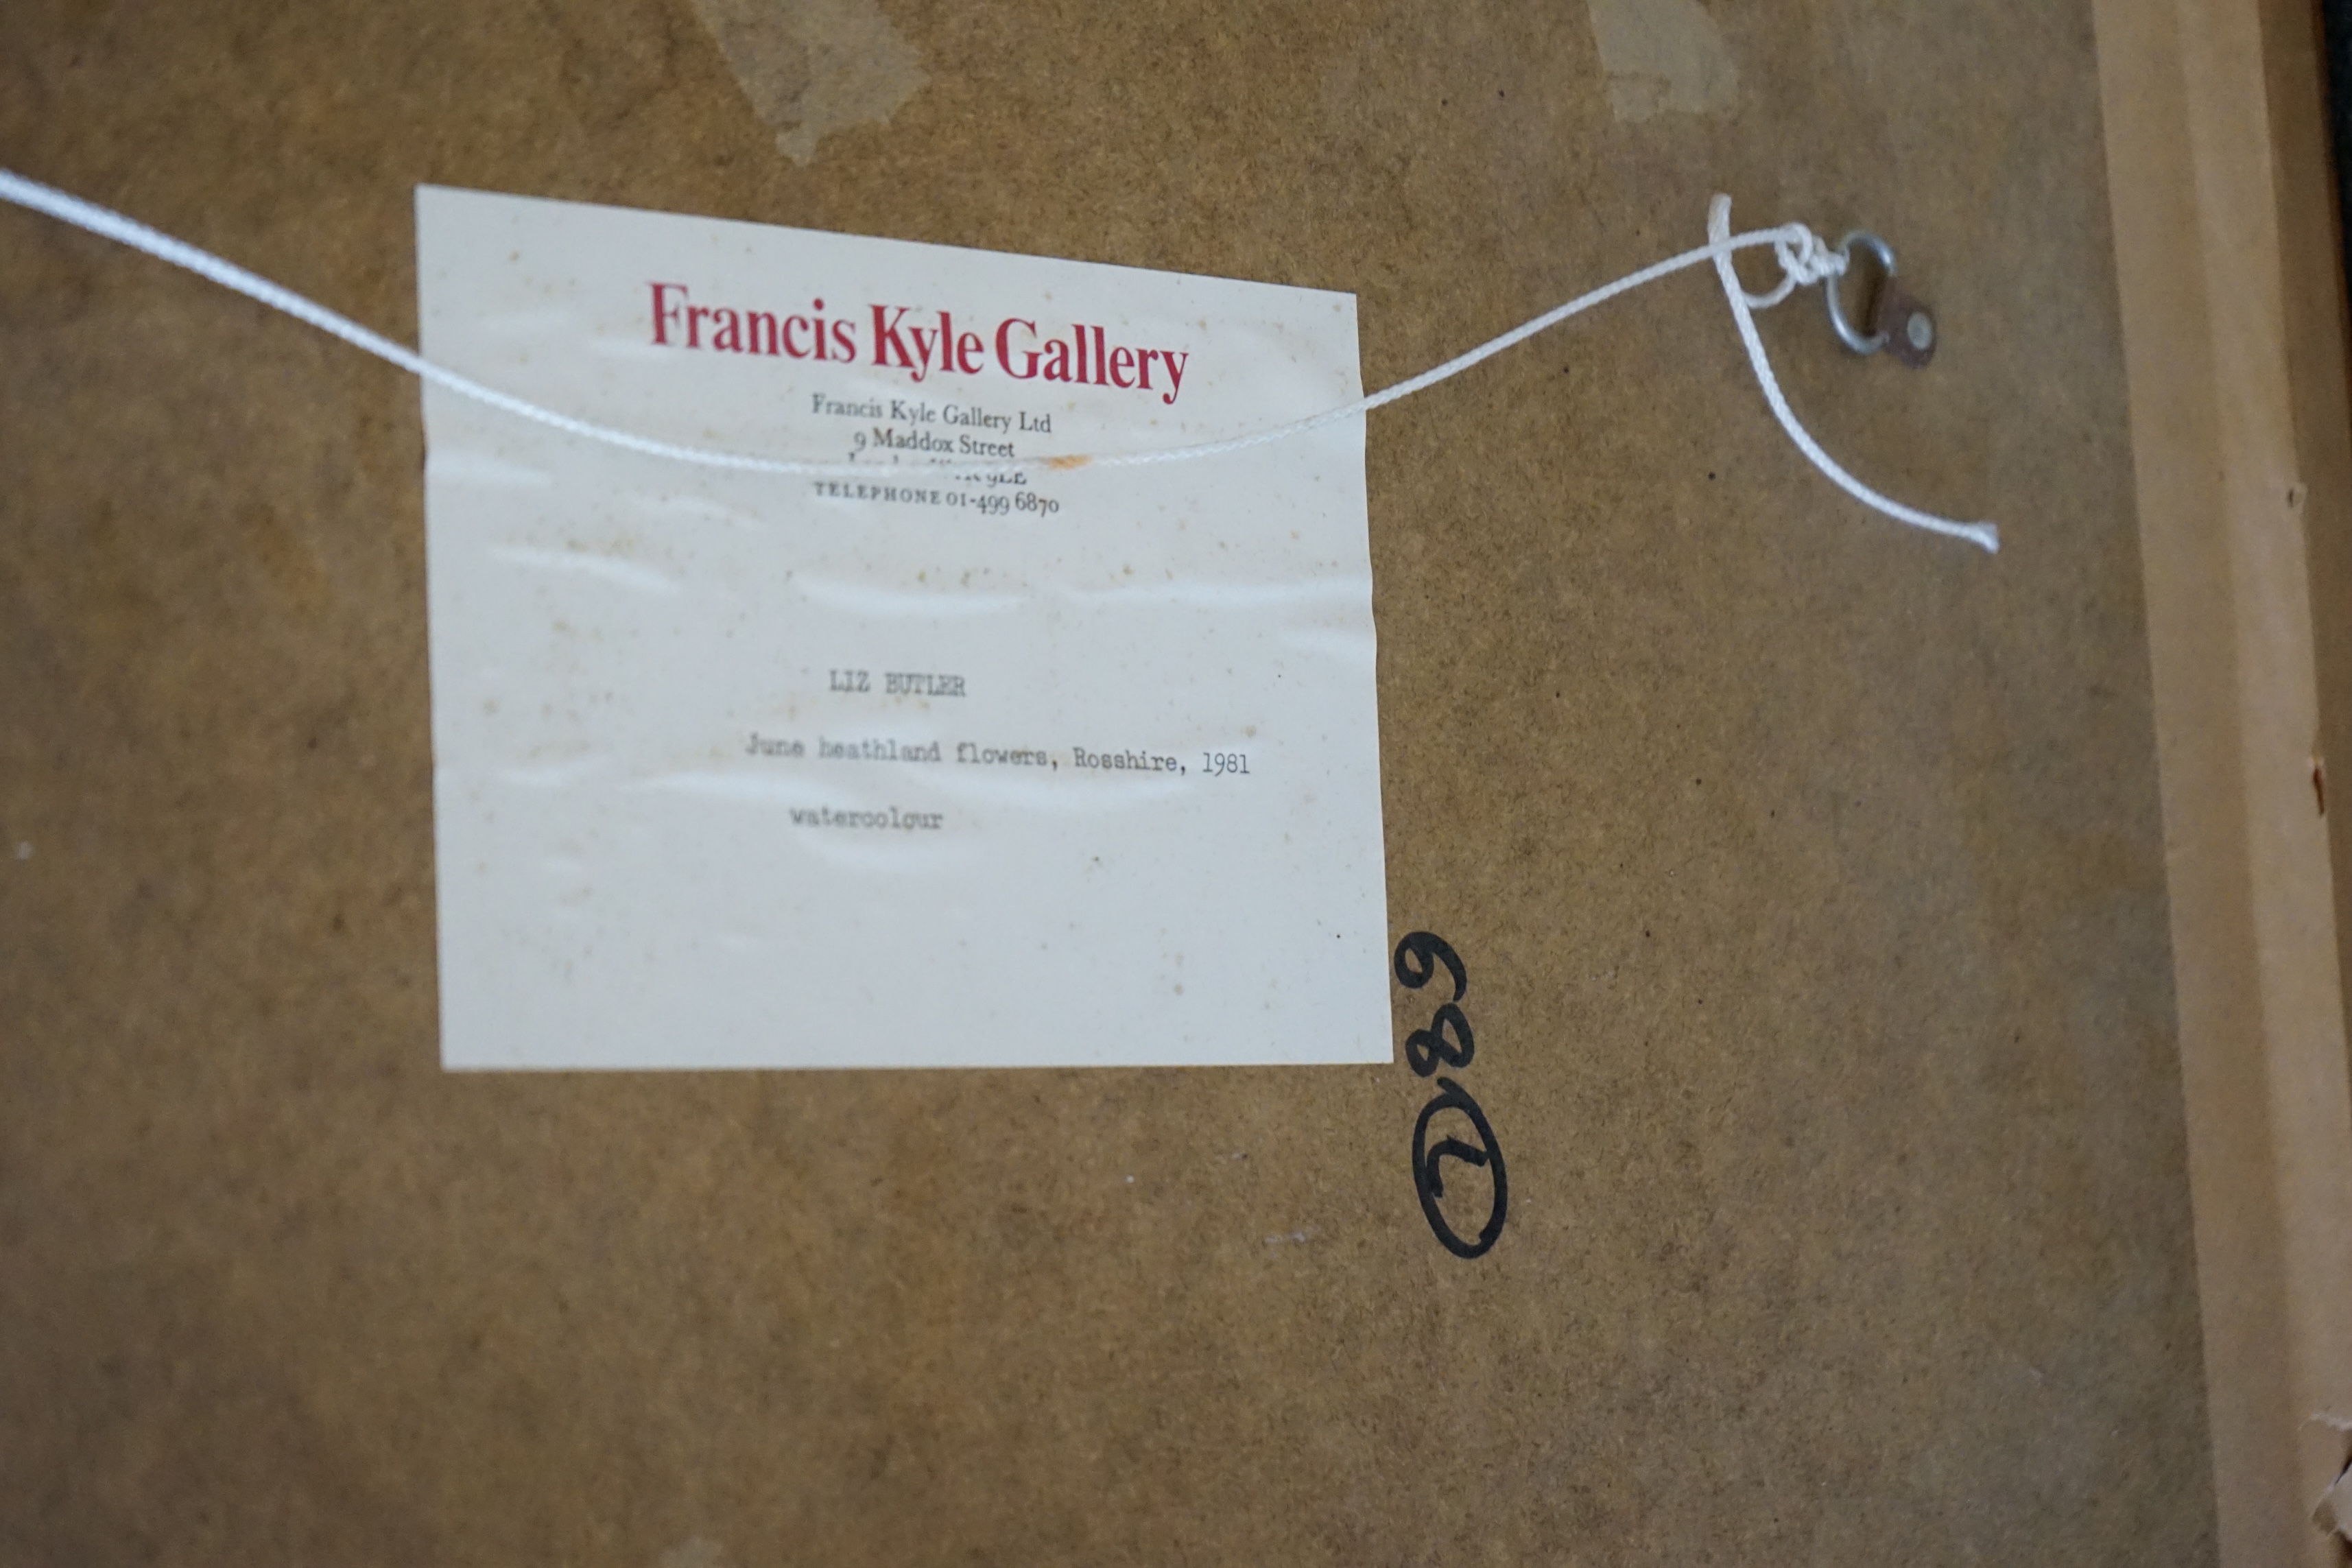 Francis Kyle Gallery
Francis Kyle Gallery Ltd
9 Maddox Street
TELEPHONE 01-499 6870
LIZ BUTLER
June heathland flowers, Rosshire, 1981
watercolour